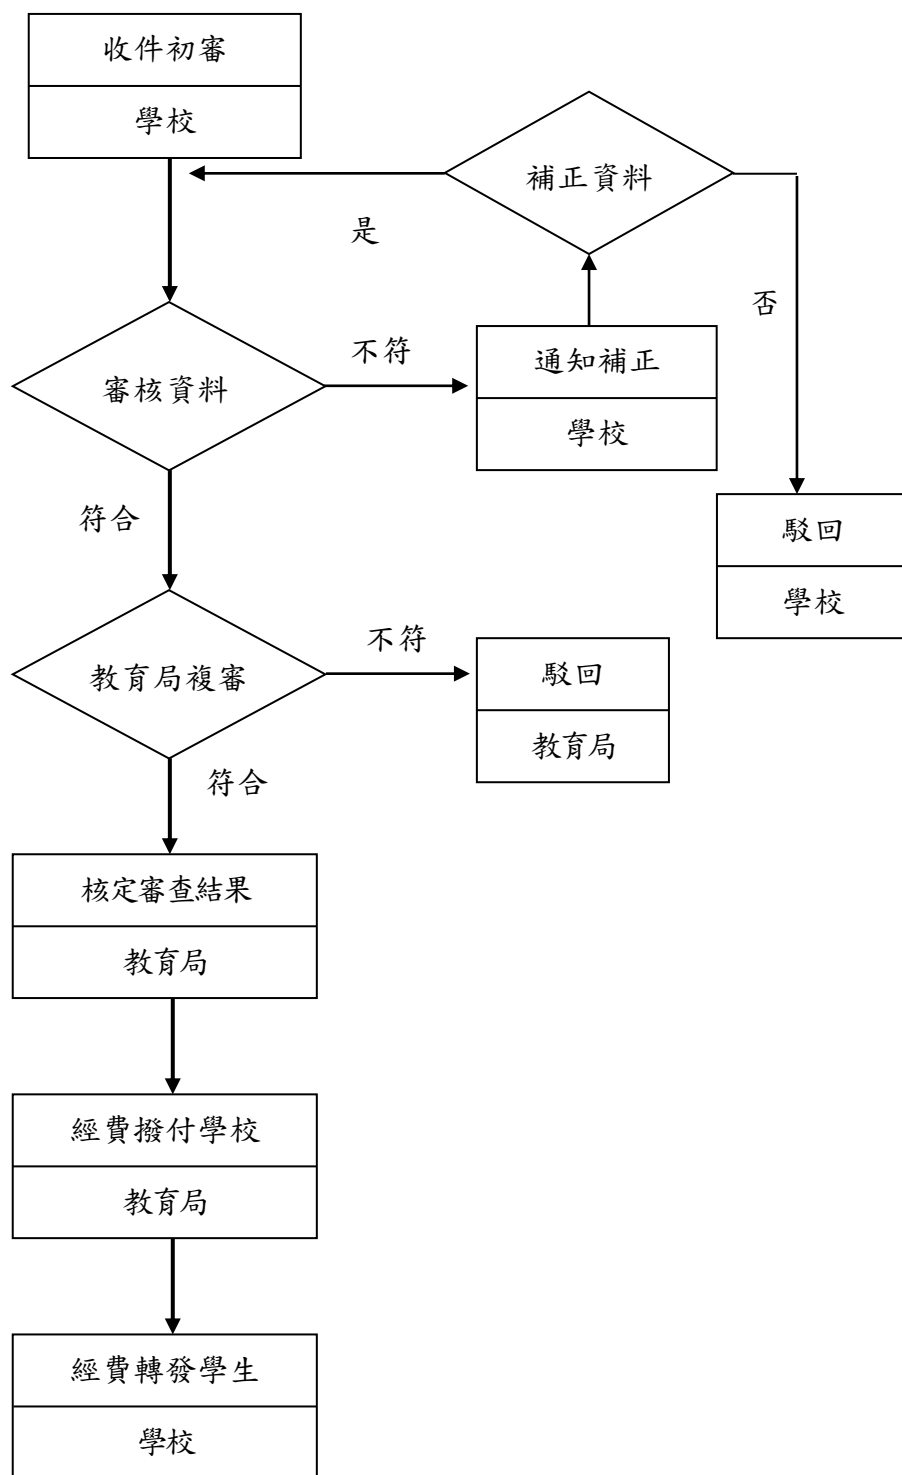 收件初審
學校
補正資料
是
否
不符
通知補正
學校
審核資料
符合
駁回
學校
不符
教育局複審
駁回
教育局
符合
核定審查結果
教育局
經費撥付學校
教育局
經費轉發學生
學校